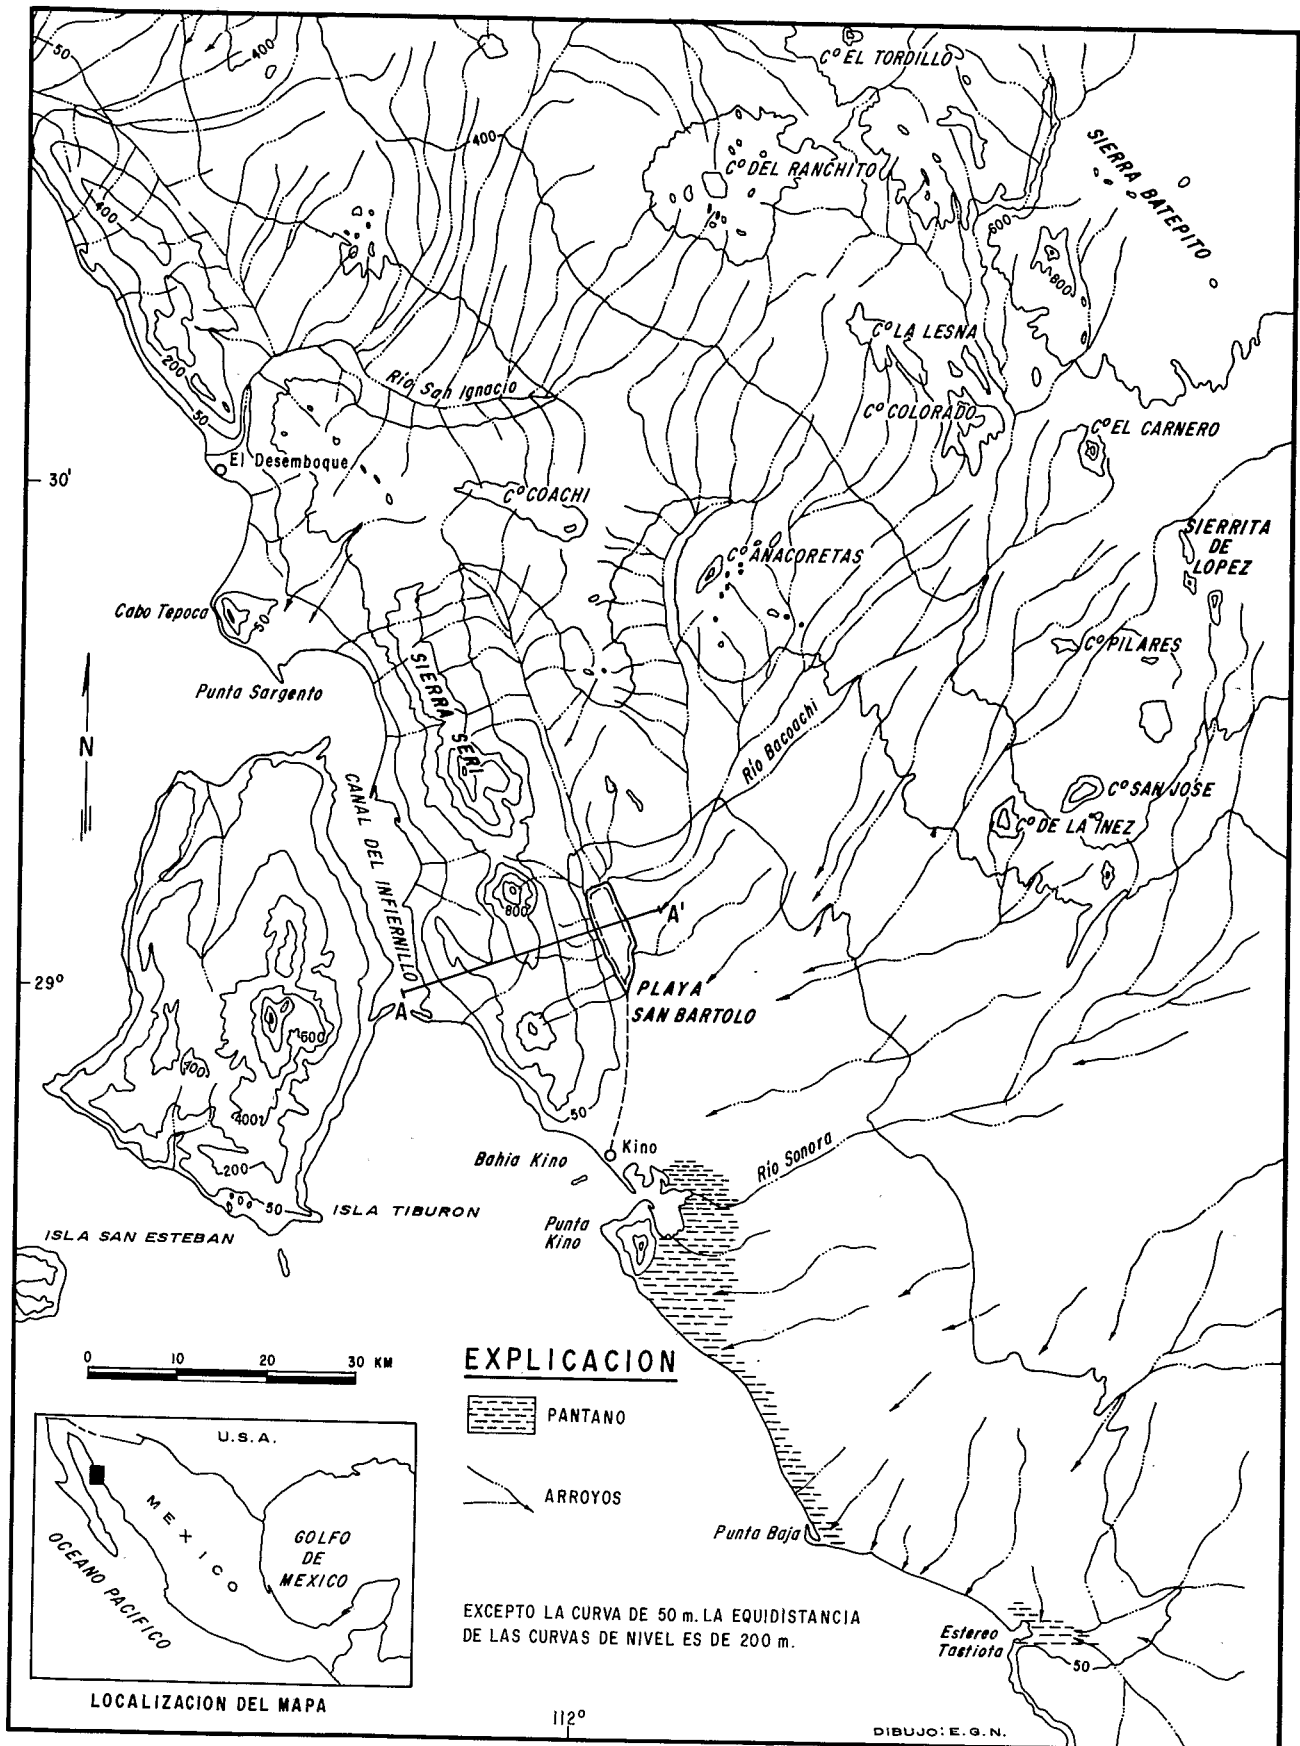 50
400
Cº EL TORDILLO
400
Cº DEL RANCHITO
SIERRA BATEPITO
400
600
800
Cº LA LESNA
200
Río San Ignacio
50
Cº COLORADO
Cº EL CARNERO
El Desemboque
30'
Cº COACHI
SIERRITA
DE
LOPEZ
Cº ANACORETAS
Cabo Tepoca
50
Cº PILARES
SIERRA SERI
Punta Sargento
Río Bacoachi
N
CANAL DEL INFIERNILLO
Cº SAN JOSE
Cº DE LA INEZ
800
A'
29º
PLAYA
SAN BARTOLO
A
600
400
200
50
50
Kino
Bahia Kino
Río Sonora
ISLA TIBURON
Punta
Kino
ISLA SAN ESTEBAN
0 10 20 30 KM
EXPLICACION
PANTANO
ARROYOS
U.S.A.
MEXICO
GOLFO
DE
MEXICO
OCEANO PACIFICO
Punta Baja
EXCEPTO LA CURVA DE 50 m. LA EQUIDISTANCIA
DE LAS CURVAS DE NIVEL ES DE 200 m.
Estereo
Tastiota
50
LOCALIZACION DEL MAPA
112º
DIBUJO: E.G.N.